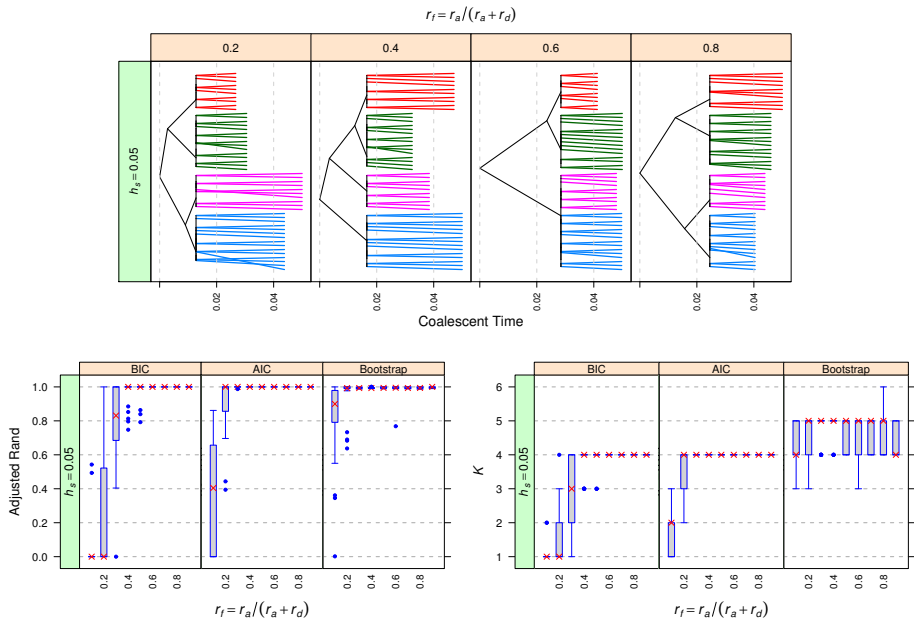 r_f = r_a/(r_a + r_d)
0.2 0.4 0.6 0.8
h_s = 0.05
0.02 0.04 0.02 0.04 0.02 0.04 0.02 0.04
Coalescent Time
BIC AIC Bootstrap
Adjusted Rand
h_s = 0.05
1.0
0.8
0.6
0.4
0.2
0.0
0.2 0.4 0.6 0.8 0.2 0.4 0.6 0.8 0.2 0.4 0.6 0.8
r_f = r_a/(r_a + r_d)
BIC AIC Bootstrap
K
h_s = 0.05
6
5
4
3
2
1
0.2 0.4 0.6 0.8 0.2 0.4 0.6 0.8 0.2 0.4 0.6 0.8
r_f = r_a/(r_a + r_d)